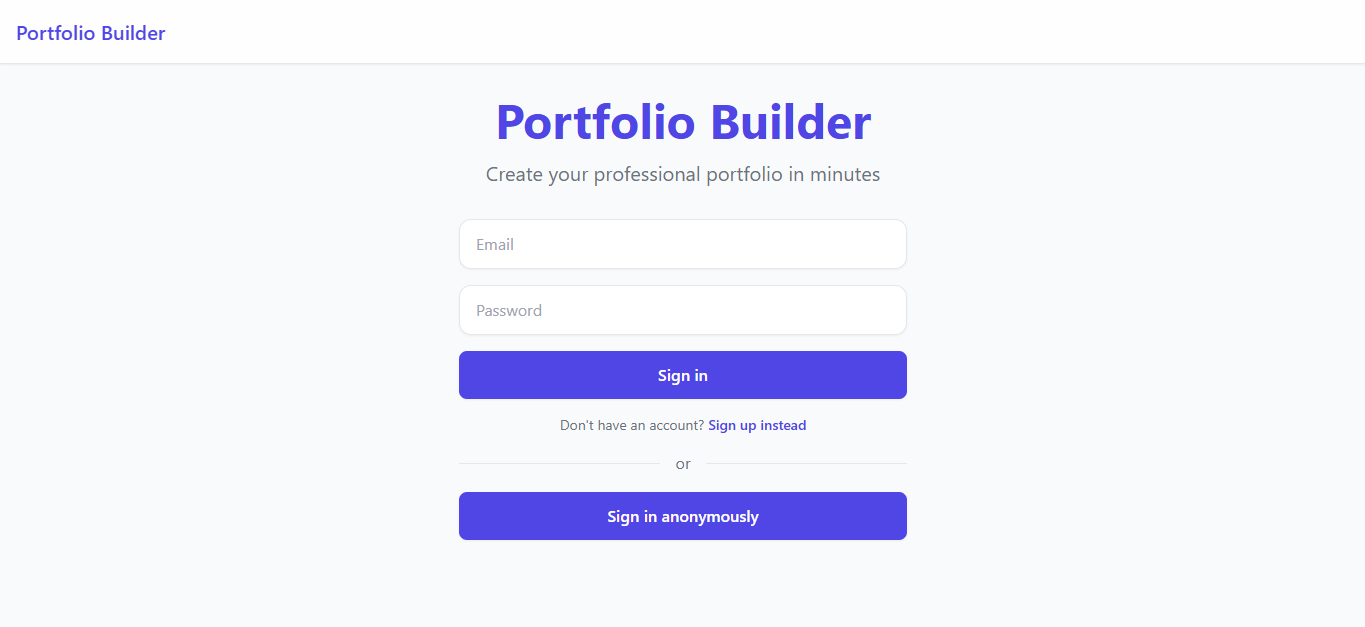 Portfolio Builder
Portfolio Builder
Create your professional portfolio in minutes
Email
Password
Sign in
Don't have an account? Sign up instead
or
Sign in anonymously